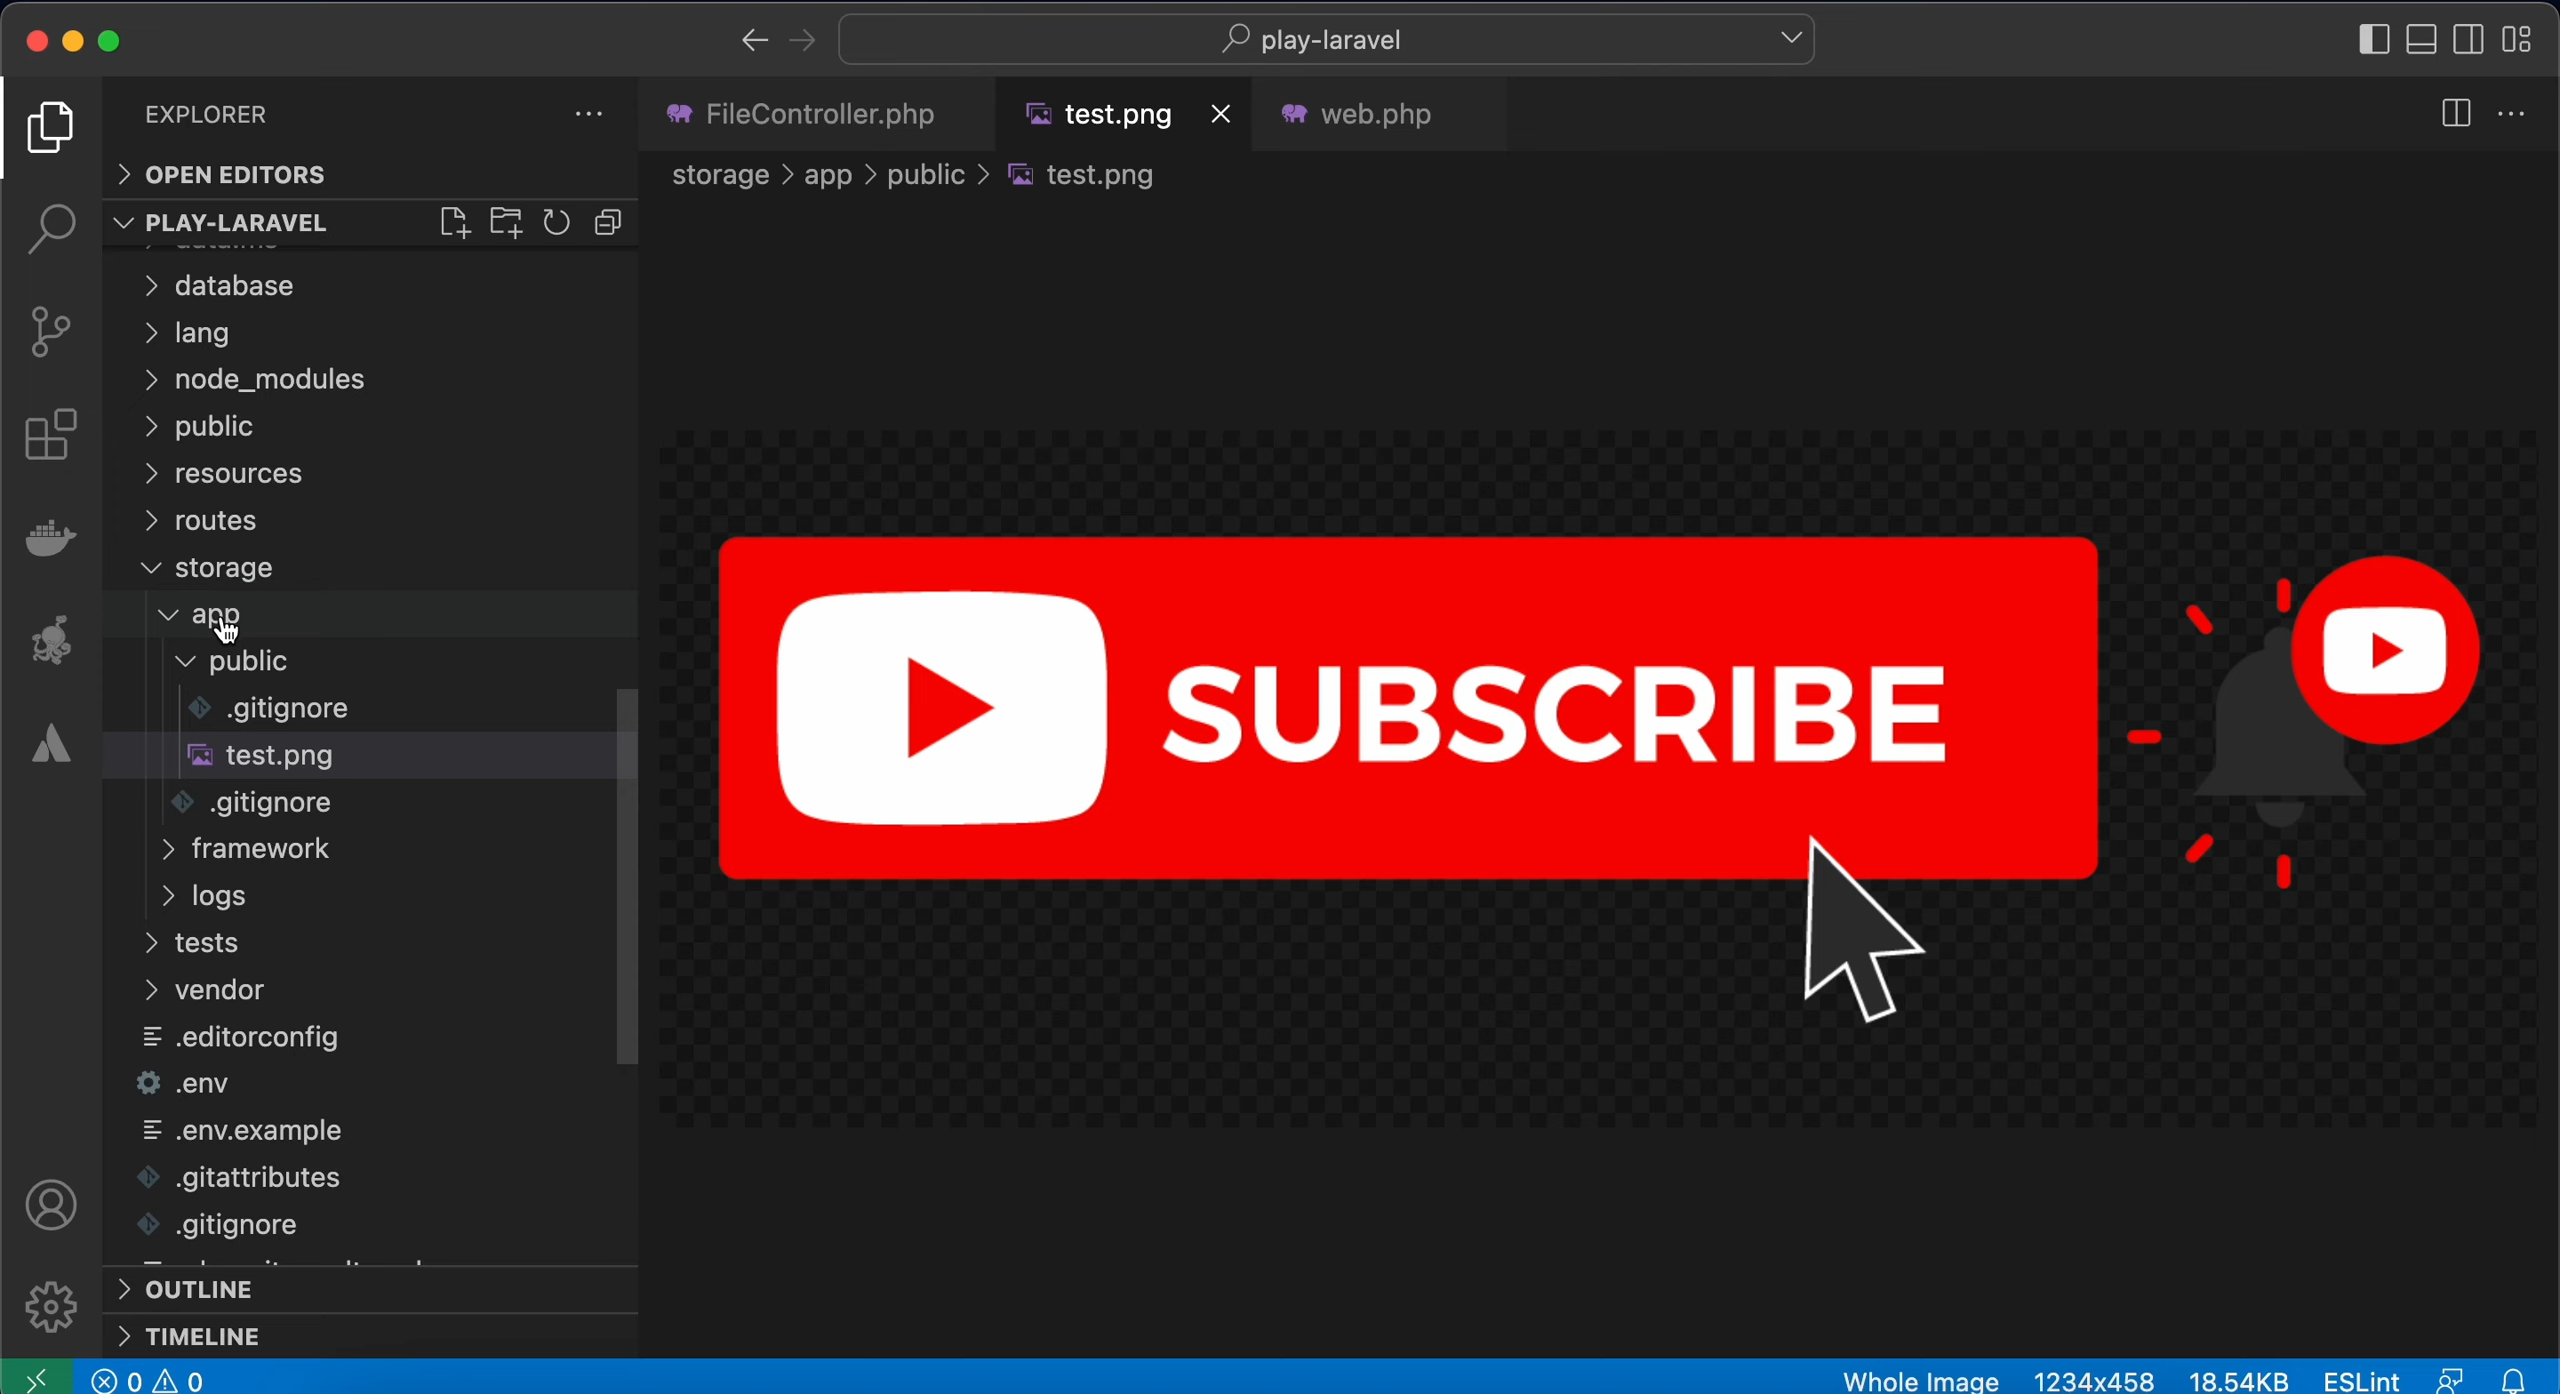 play-laravel
EXPLORER
FileController.php
test.png
web.php
OPEN EDITORS
storage > app > public > test.png
PLAY-LARAVEL
database
lang
node_modules
public
resources
routes
storage
app
public
.gitignore
test.png
.gitignore
framework
logs
tests
vendor
.editorconfig
.env
.env.example
.gitattributes
.gitignore
SUBSCRIBE
OUTLINE
TIMELINE
0 0
Whole Image 1234x458 18.54KB ESLint